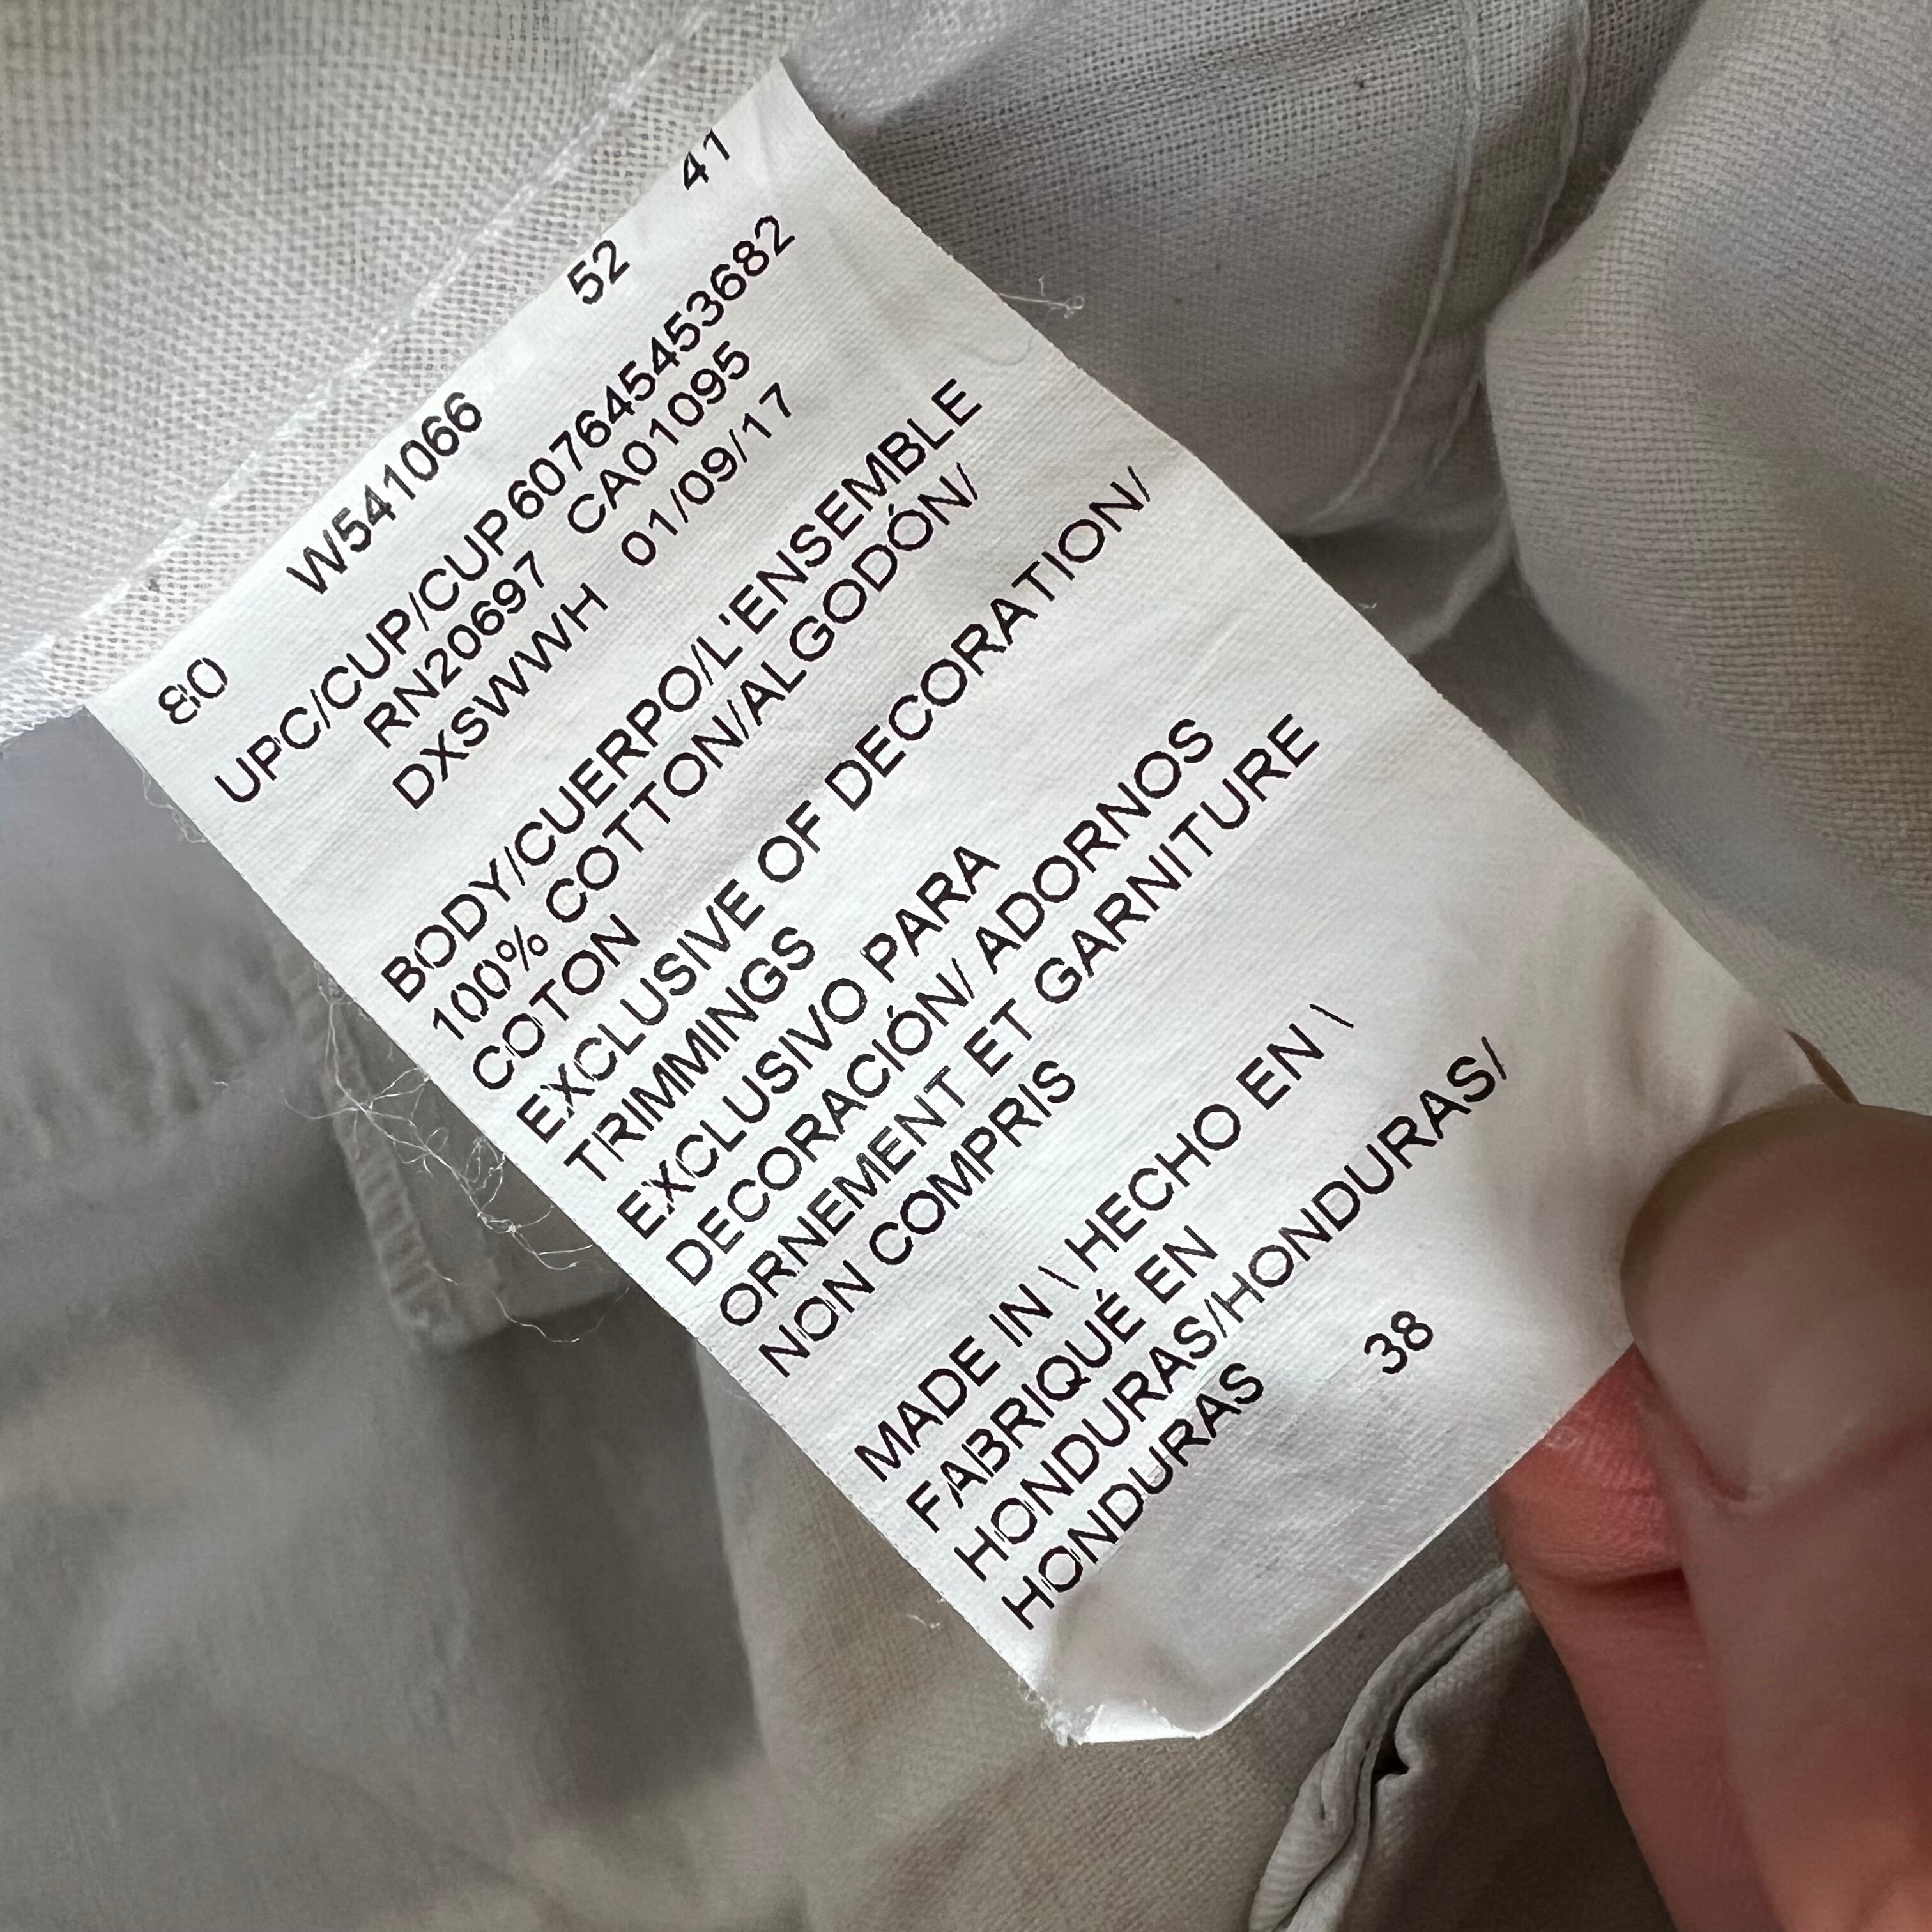 80 W541066 52 41
UPC/CUP/CUP 607645453682
RN20697 CA01095
DXSWWH 01/09/17
BODY/CUERPO/L'ENSEMBLE
100% COTTON/ALGODÓN/
COTON
EXCLUSIVE OF DECORATION/
TRIMMINGS
EXCLUSIVO PARA
DECORACIÓN/ ADORNOS
ORNEMENT ET GARNITURE
NON COMPRIS
MADE IN \ HECHO EN \
FABRIQUÉ EN
HONDURAS/HONDURAS/
HONDURAS 38